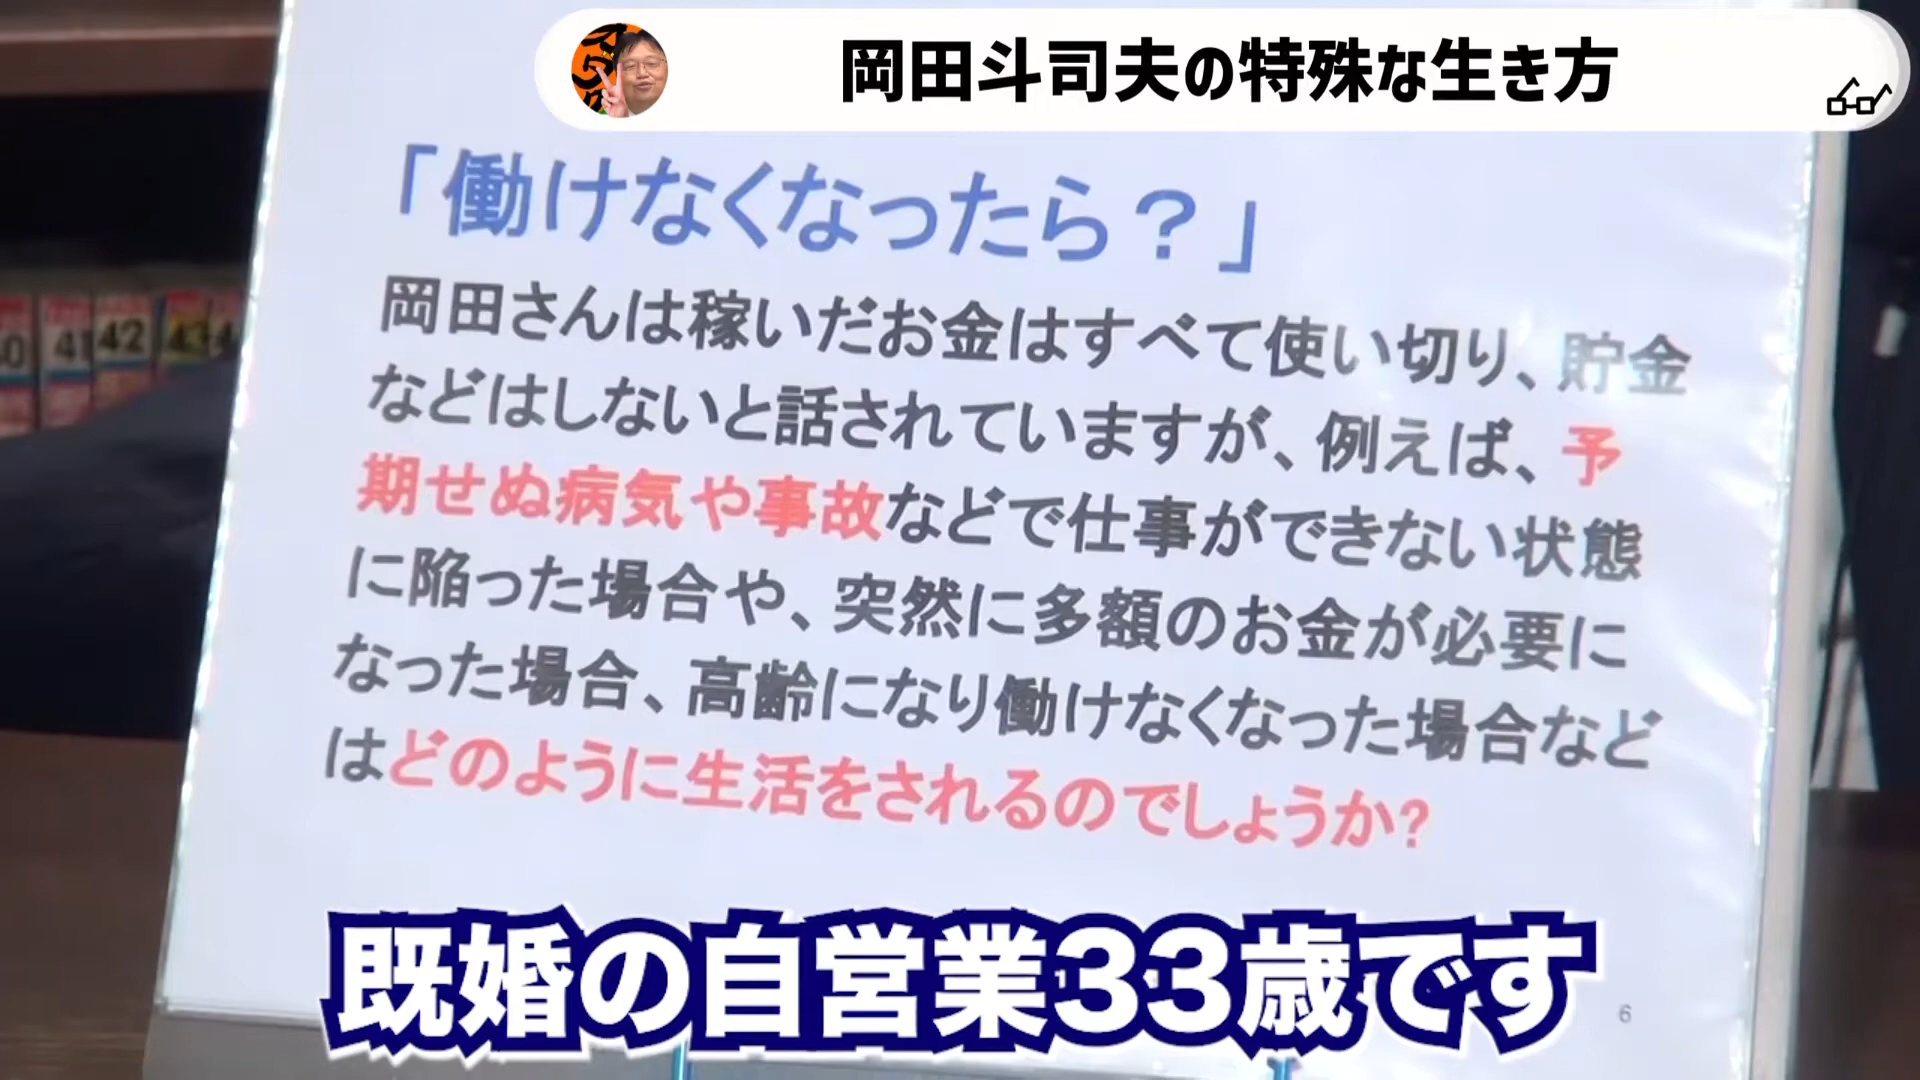 岡田斗司夫の特殊な生き方
「働けなくなったら？」
岡田さんは稼いだお金はすべて使い切り、貯金
などはしないと話されていますが、例えば、予
期せぬ病気や事故などで仕事ができない状態
に陥った場合や、突然に多額のお金が必要に
なった場合、高齢になり働けなくなった場合など
はどのように生活をされるのでしょうか?
41 42 43
既婚の自営業33歳です
6